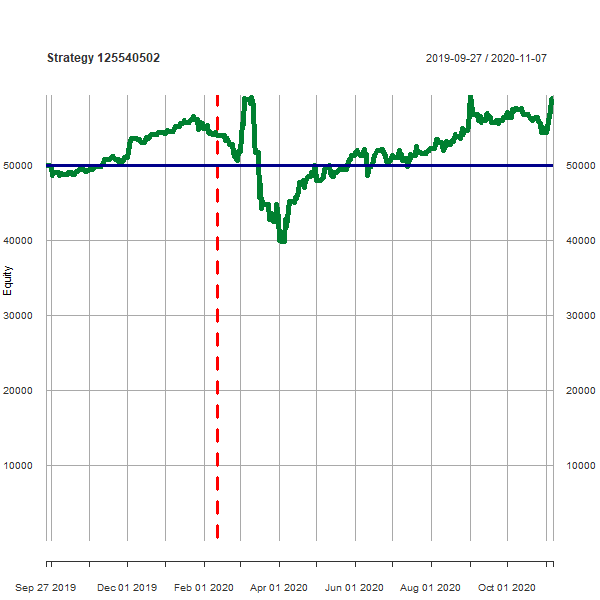 Strategy 125540502
2019-09-27 / 2020-11-07
50000
50000
40000
40000
Equity
30000
30000
20000
20000
10000
10000
Sep 27 2019
Dec 01 2019
Feb 01 2020
Apr 01 2020
Jun 01 2020
Aug 01 2020
Oct 01 2020